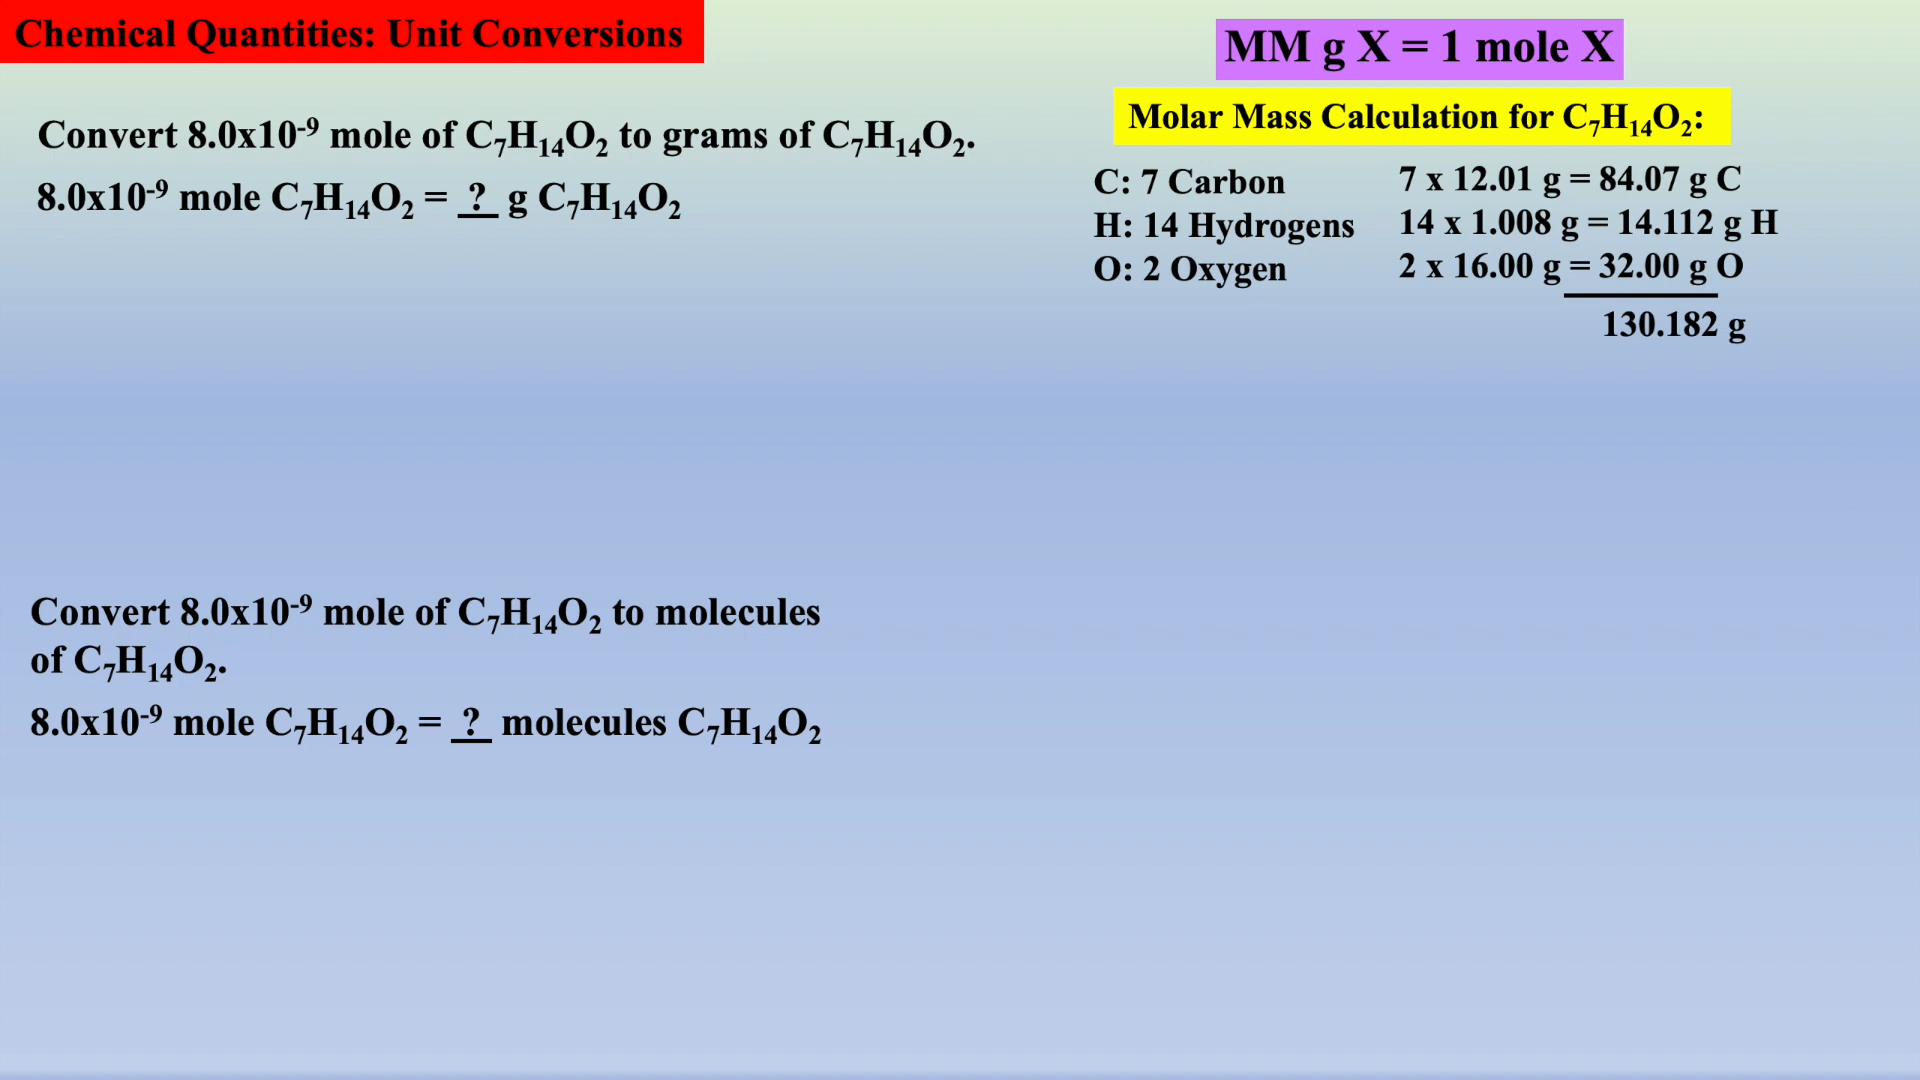 Chemical Quantities: Unit Conversions
MM g X = 1 mole X
Molar Mass Calculation for C₇H₁₄O₂:
Convert 8.0x10⁻⁹ mole of C₇H₁₄O₂ to grams of C₇H₁₄O₂.
8.0x10⁻⁹ mole C₇H₁₄O₂ = _?_ g C₇H₁₄O₂
C: 7 Carbon 7 x 12.01 g = 84.07 g C
H: 14 Hydrogens 14 x 1.008 g = 14.112 g H
O: 2 Oxygen 2 x 16.00 g = 32.00 g O
130.182 g
Convert 8.0x10⁻⁹ mole of C₇H₁₄O₂ to molecules
of C₇H₁₄O₂.
8.0x10⁻⁹ mole C₇H₁₄O₂ = _?_ molecules C₇H₁₄O₂